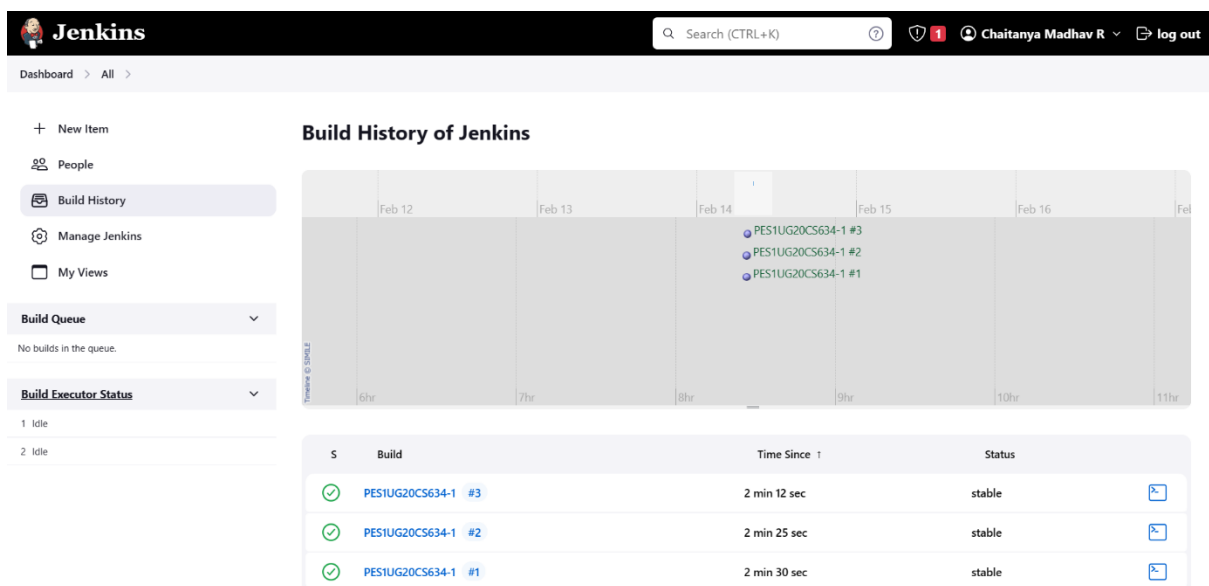 Jenkins
Search (CTRL+K)
1
Chaitanya Madhav R
log out
Dashboard > All >
New Item
People
Build History
Manage Jenkins
My Views
Build Queue
No builds in the queue.
Build Executor Status
1 Idle
2 Idle
Build History of Jenkins
Feb 12 Feb 13 Feb 14 Feb 15 Feb 16 Fel
PES1UG20CS634-1 #3
PES1UG20CS634-1 #2
PES1UG20CS634-1 #1
Timeline © SIMILE
6hr 7hr 8hr 9hr 10hr 11hr
S Build Time Since ↑ Status
PES1UG20CS634-1 #3 2 min 12 sec stable
PES1UG20CS634-1 #2 2 min 25 sec stable
PES1UG20CS634-1 #1 2 min 30 sec stable